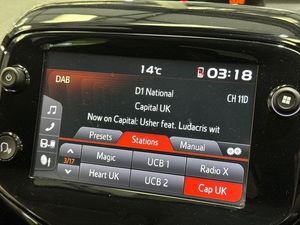 14°C
03:18
DAB
D1 National
Capital UK
CH 11D
Now on Capital: Usher feat. Ludacris wit
Presets Stations Manual
3/17
Magic UCB 1 Radio X
Heart UK UCB 2 Cap UK